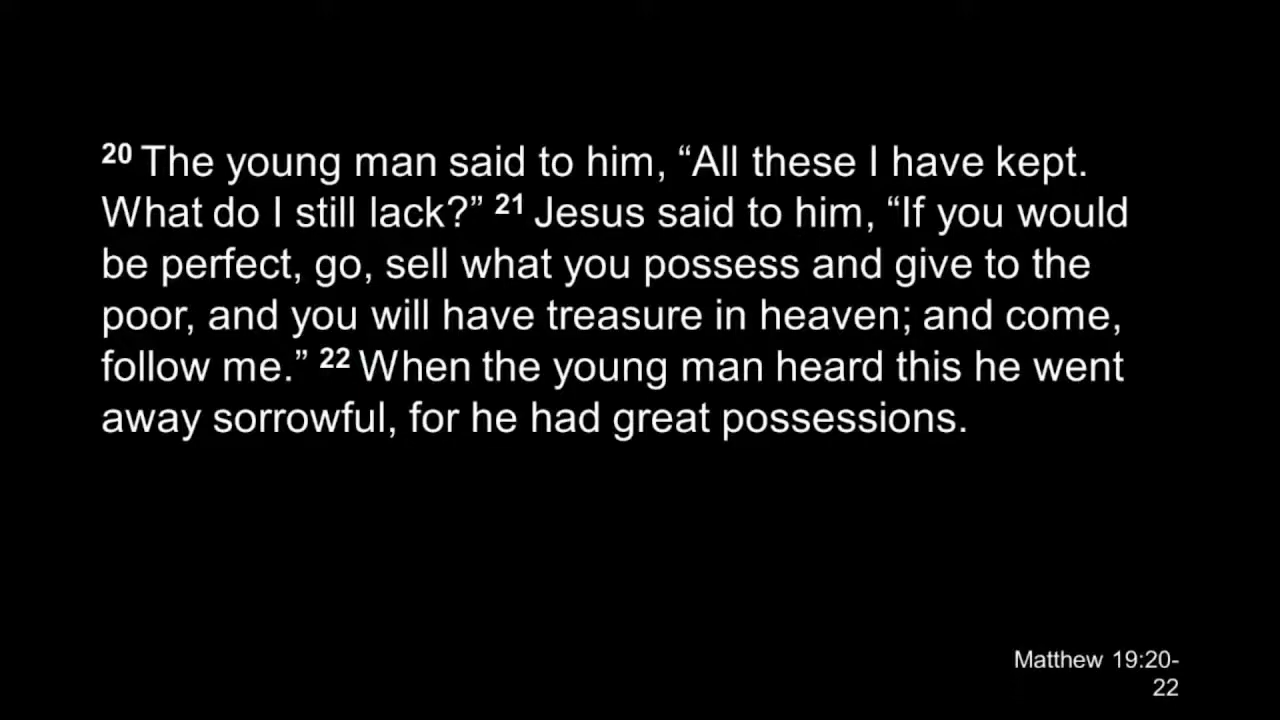 20 The young man said to him, “All these I have kept.
What do I still lack?” 21 Jesus said to him, “If you would
be perfect, go, sell what you possess and give to the
poor, and you will have treasure in heaven; and come,
follow me.” 22 When the young man heard this he went
away sorrowful, for he had great possessions.
Matthew 19:20-
22